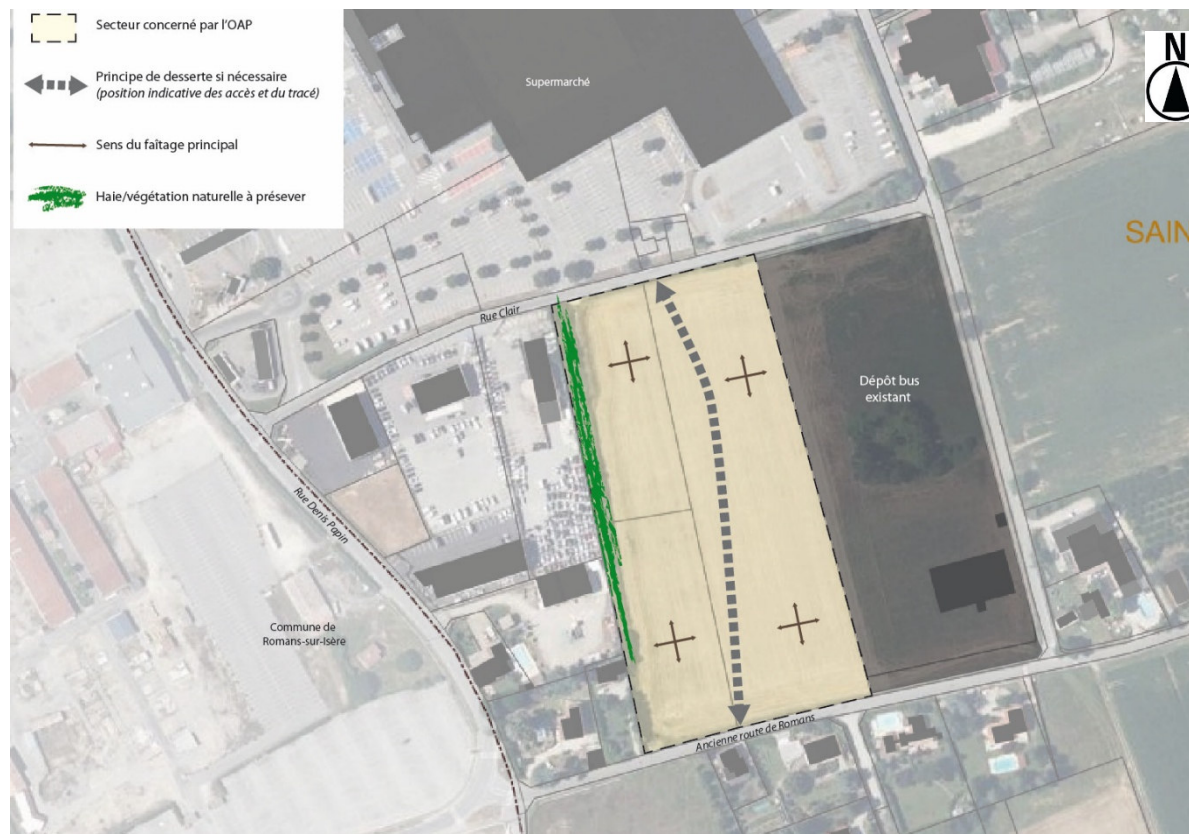 Secteur concerné par l'OAP
Principe de desserte si nécessaire
(position indicative des accès et du tracé)
Sens du faîtage principal
Haie/végétation naturelle à présever
N
Supermarché
SAIN
Rue Clair
Dépôt bus
existant
Rue Denis Papin
Commune de
Romans-sur-Isère
Ancienne route de Romans